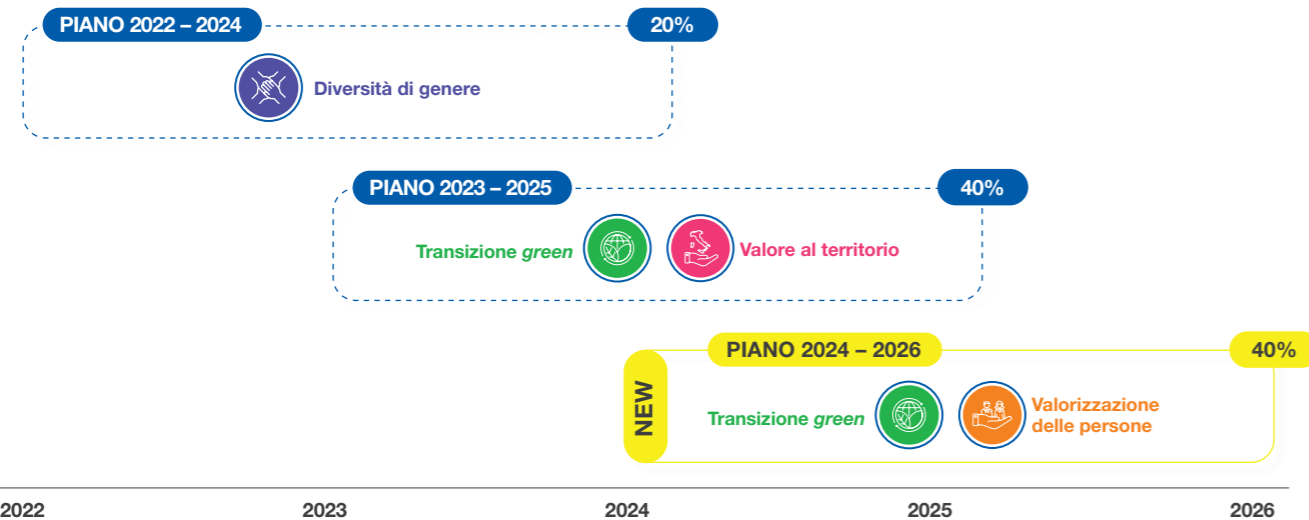 PIANO 2022 – 2024
20%
Diversità di genere
PIANO 2023 – 2025
40%
Transizione green
Valore al territorio
PIANO 2024 – 2026
40%
NEW
Transizione green
Valorizzazione
delle persone
2022
2023
2024
2025
2026